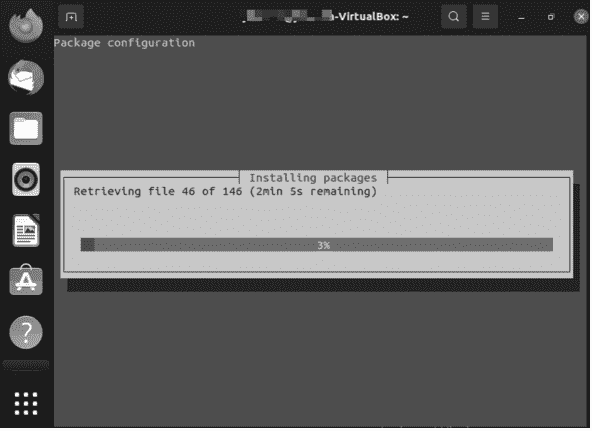 -VirtualBox: ~
Package configuration
Installing packages
Retrieving file 46 of 146 (2min 5s remaining)
3%